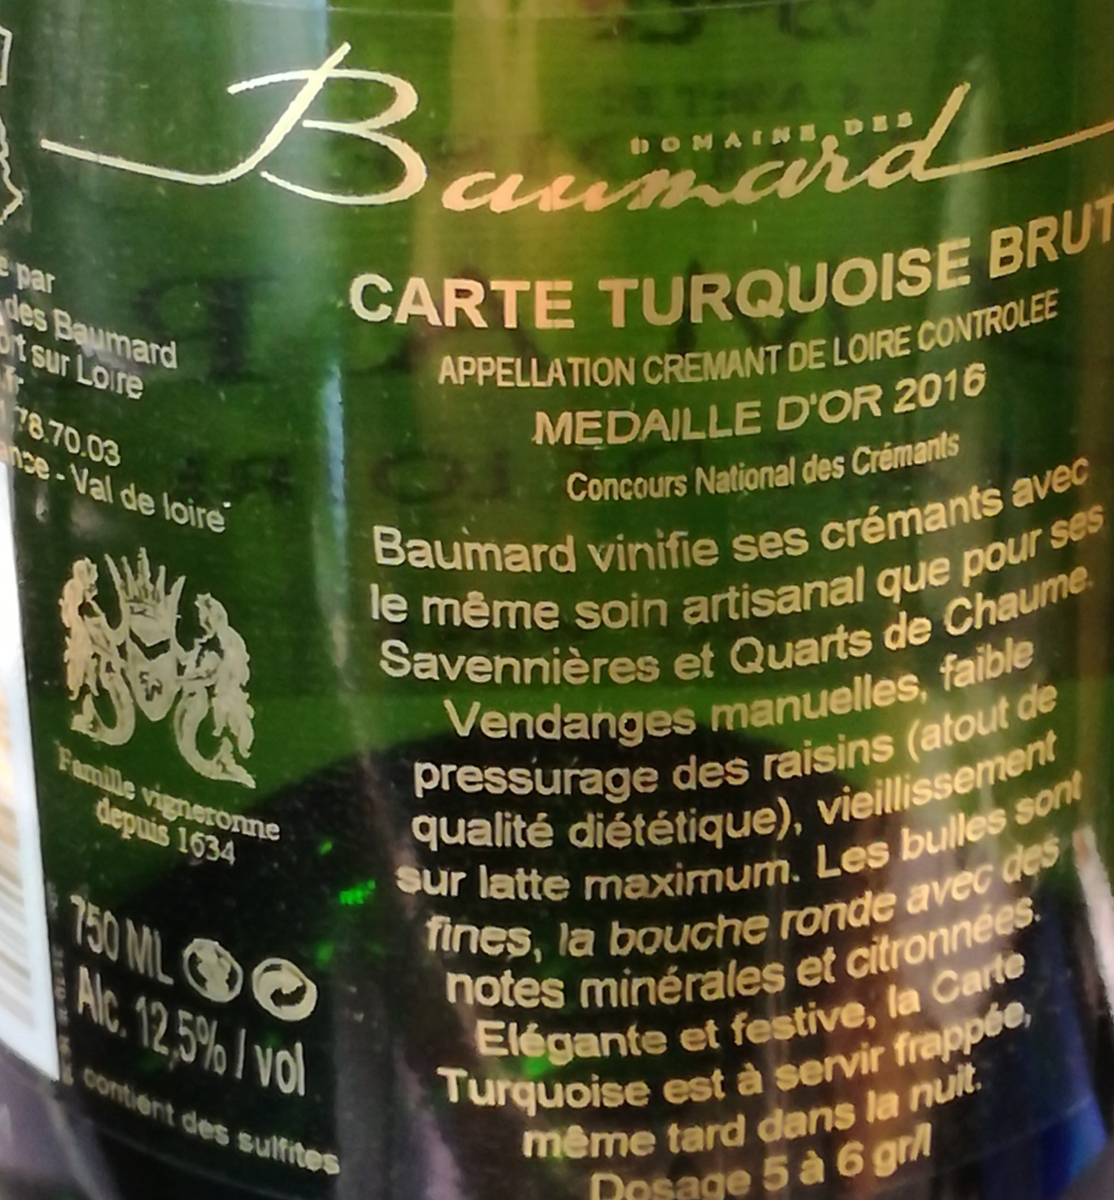 DOMAINE DES
Baumard
CARTE TURQUOISE BRUT
APPELLATION CREMANT DE LOIRE CONTROLEE
MEDAILLE D'OR 2016
Concours National des Crémants
Baumard vinifie ses crémants avec
le même soin artisanal que pour ses
Savennières et Quarts de Chaume.
Vendanges manuelles, faible
pressurage des raisins (atout de
qualité diététique), vieillissement
sur latte maximum. Les bulles sont
fines, la bouche ronde avec des
notes minérales et citronnées.
Elégante et festive, la Carte
Turquoise est à servir frappée,
même tard dans la nuit.
Dosage 5 à 6 gr/l
par
des Baumard
sur Loire
78.70.03
- Val de loire"
Famille vigneronne
depuis 1634
750 ML
Alc. 12,5% / vol
contient des sulfites